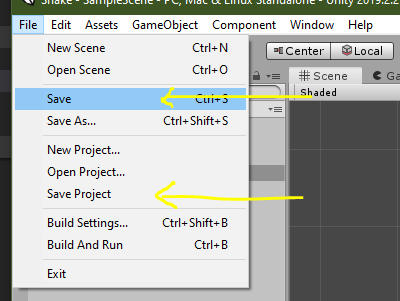 Snake - SampleScene - PC, Mac & Linux Standalone - Unity 2019.2.2
File Edit Assets GameObject Component Window Help
New Scene Ctrl+N
Open Scene Ctrl+O
Save Ctrl+S
Save As... Ctrl+Shift+S
New Project...
Open Project...
Save Project
Build Settings... Ctrl+Shift+B
Build And Run Ctrl+B
Exit
Center Local
Scene Ga
Shaded